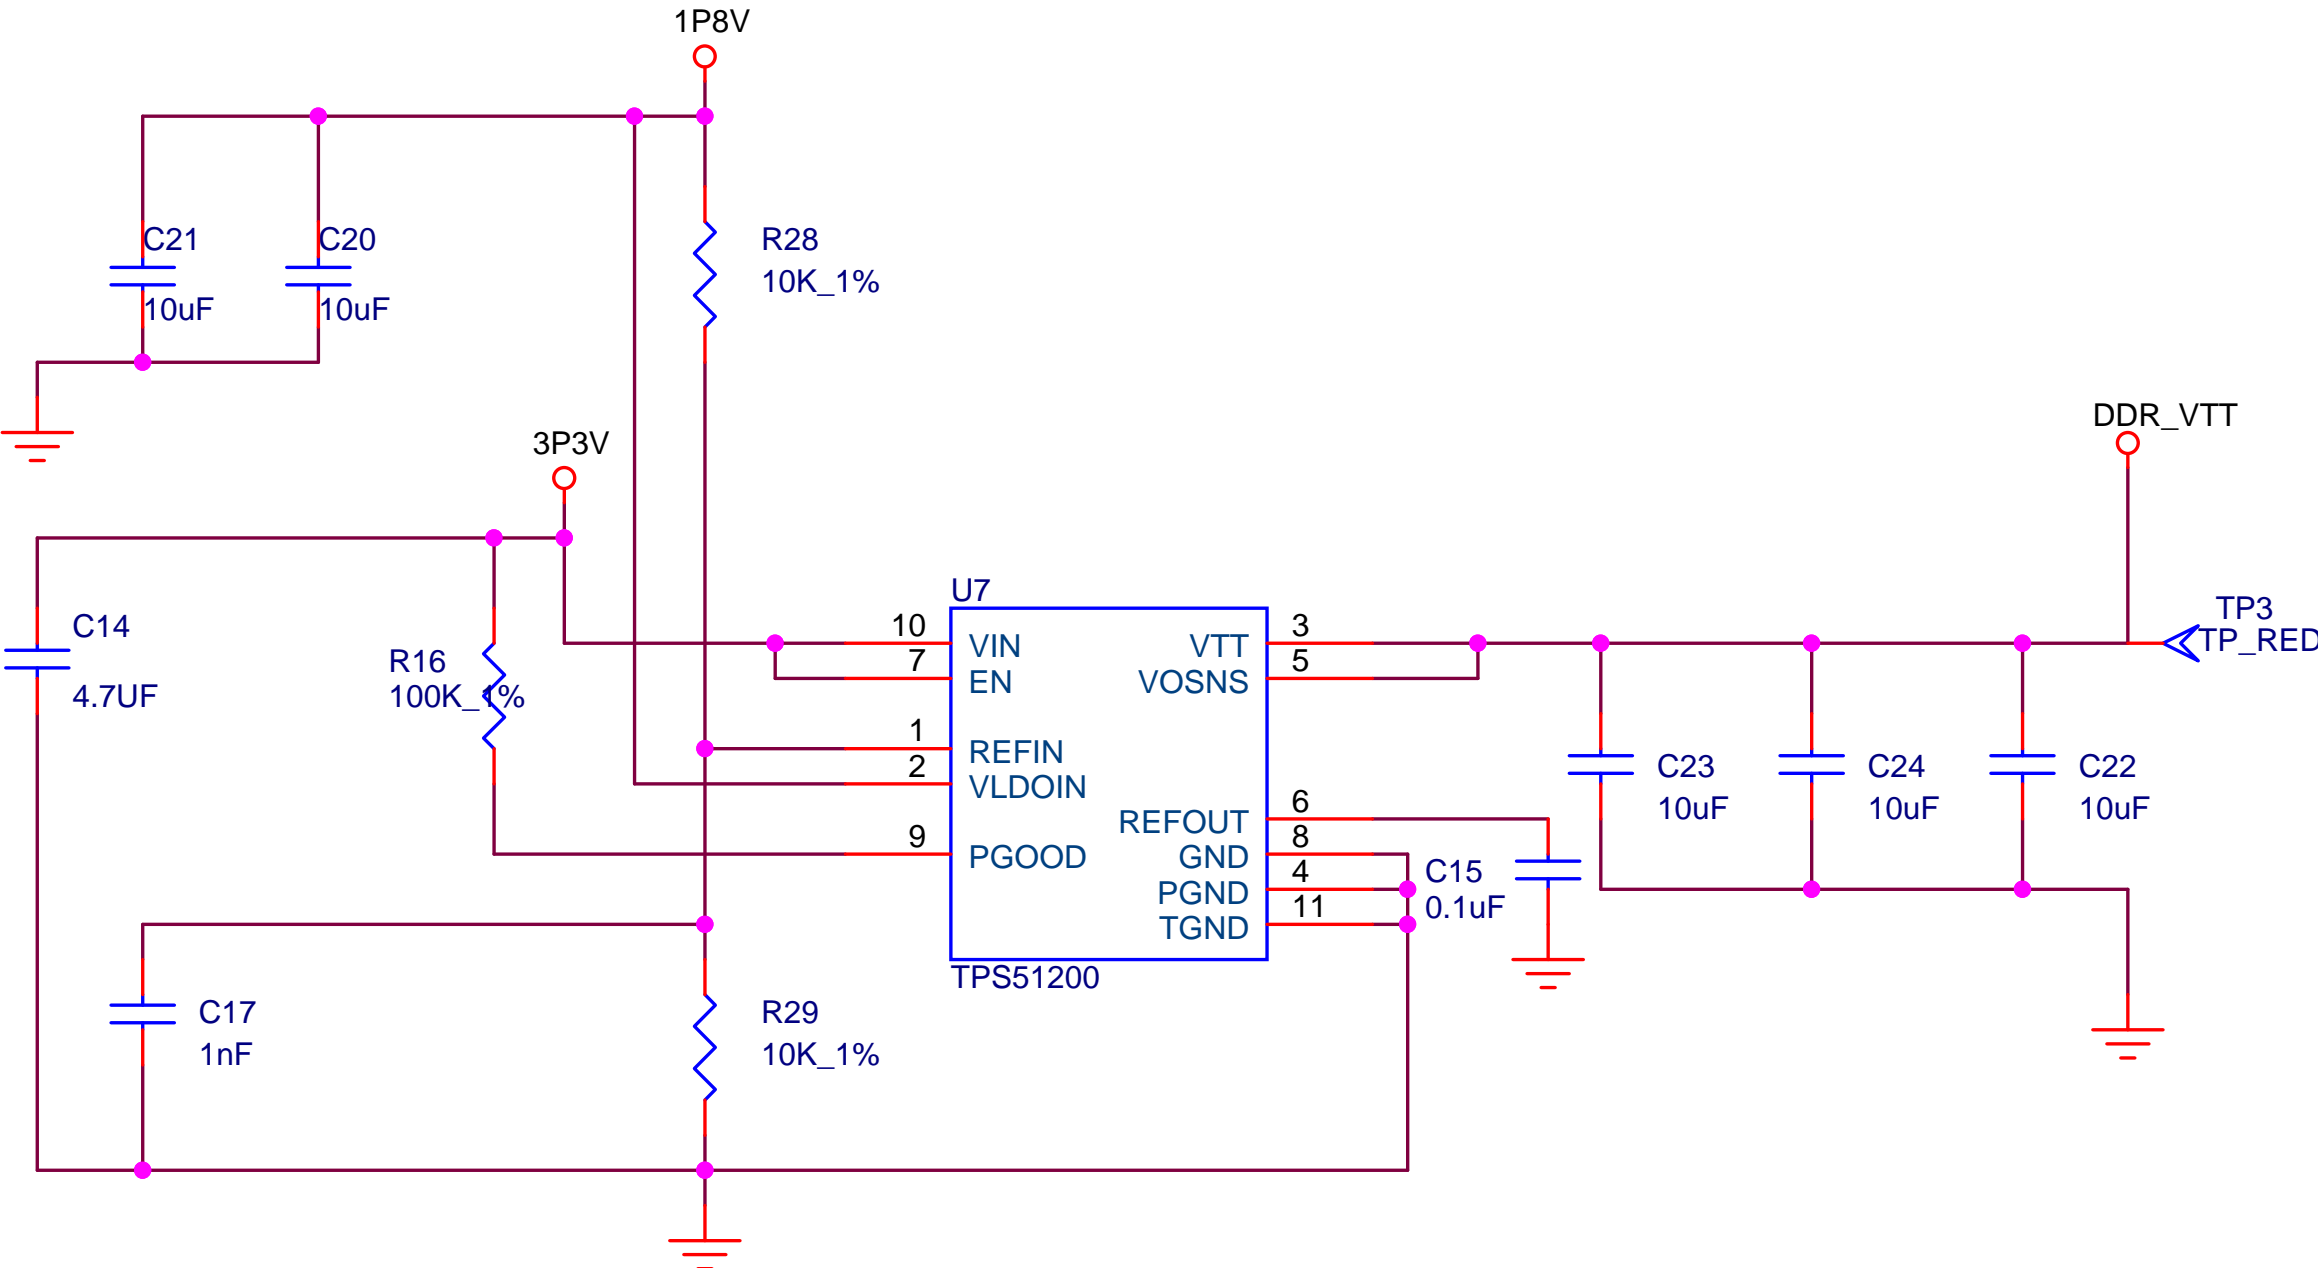 1P8V
C21
10uF
C20
10uF
R28
10K_1%
3P3V
DDR_VTT
C14
4.7UF
R16
100K_1%
U7
10
VIN
7
EN
1
REFIN
2
VLDOIN
9
PGOOD
3
VTT
5
VOSNS
6
REFOUT
8
GND
4
PGND
11
TGND
TPS51200
TP3
TP_RED
C23
10uF
C24
10uF
C22
10uF
C15
0.1uF
C17
1nF
R29
10K_1%